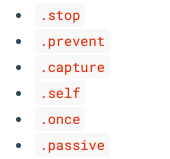 .stop
.prevent
.capture
.self
.once
.passive